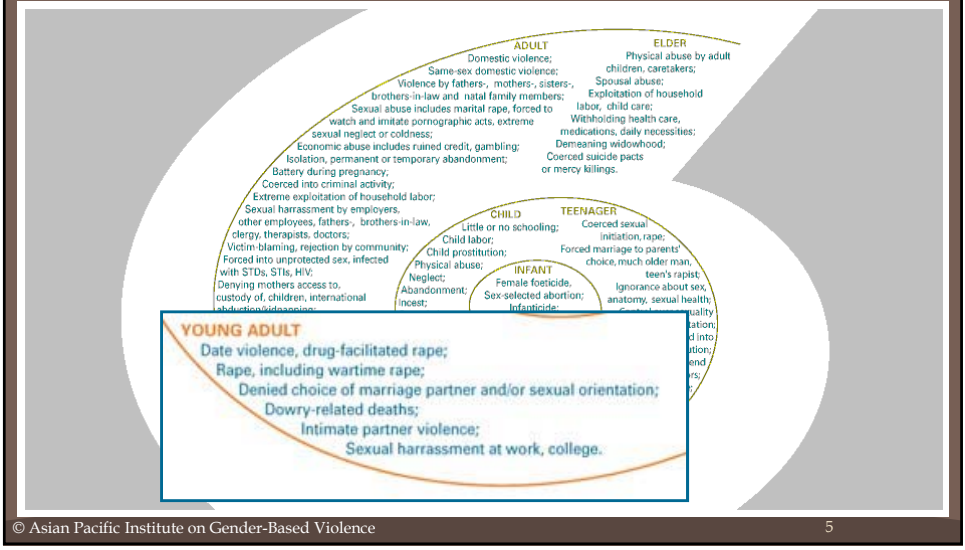 ADULT
Domestic violence;
Same-sex domestic violence;
Violence by fathers-, mothers-, sisters-,
brothers-in-law and natal family members;
Sexual abuse includes marital rape, forced to
watch and imitate pornographic acts, extreme
sexual neglect or coldness;
Economic abuse includes ruined credit, gambling;
Isolation, permanent or temporary abandonment;
Battery during pregnancy;
Coerced into criminal activity;
Extreme exploitation of household labor;
Sexual harrassment by employers,
other employees, fathers-, brothers-in-law,
clergy, therapists, doctors;
Victim-blaming, rejection by community;
Forced into unprotected sex, infected
with STDs, STIs, HIV;
Denying mothers access to,
custody of, children, international
abduction/kidnapping;
ELDER
Physical abuse by adult
children, caretakers;
Spousal abuse;
Exploitation of household
labor, child care;
Withholding health care,
medications, daily necessities;
Demeaning widowhood;
Coerced suicide pacts
or mercy killings.
CHILD
Little or no schooling;
Child labor;
Child prostitution;
Physical abuse;
Neglect;
Abandonment;
Incest;
INFANT
Female foeticide,
Sex-selected abortion;
Infanticide;
TEENAGER
Coerced sexual
initiation, rape;
Forced marriage to parents'
choice, much older man,
teen's rapist;
Ignorance about sex,
anatomy, sexual health;
YOUNG ADULT
Date violence, drug-facilitated rape;
Rape, including wartime rape;
Denied choice of marriage partner and/or sexual orientation;
Dowry-related deaths;
Intimate partner violence;
Sexual harrassment at work, college.
© Asian Pacific Institute on Gender-Based Violence
5